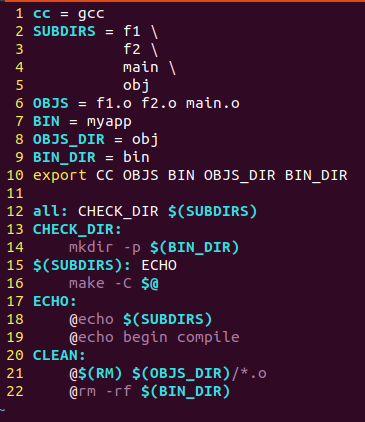 1 cc = gcc
2 SUBDIRS = f1 \
3 f2 \
4 main \
5 obj
6 OBJS = f1.o f2.o main.o
7 BIN = myapp
8 OBJS_DIR = obj
9 BIN_DIR = bin
10 export CC OBJS BIN OBJS_DIR BIN_DIR
11
12 all: CHECK_DIR $(SUBDIRS)
13 CHECK_DIR:
14 mkdir -p $(BIN_DIR)
15 $(SUBDIRS): ECHO
16 make -C $@
17 ECHO:
18 @echo $(SUBDIRS)
19 @echo begin compile
20 CLEAN:
21 @$(RM) $(OBJS_DIR)/*.o
22 @rm -rf $(BIN_DIR)
~